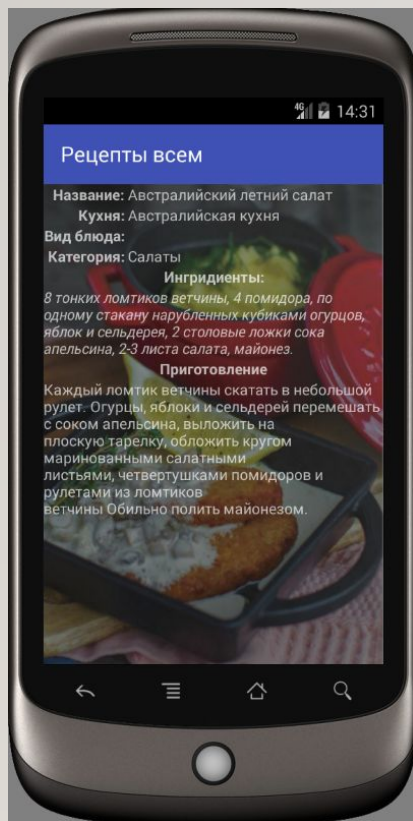 4G 14:31
Рецепты всем
Название: Австралийский летний салат
Кухня: Австралийская кухня
Вид блюда:
Категория: Салаты
Ингридиенты:
8 тонких ломтиков ветчины, 4 помидора, по
одному стакану нарубленных кубиками огурцов,
яблок и сельдерея, 2 столовые ложки сока
апельсина, 2-3 листа салата, майонез.
Приготовление
Каждый ломтик ветчины скатать в небольшой
рулет. Огурцы, яблоки и сельдерей перемешать
с соком апельсина, выложить на
плоскую тарелку, обложить кругом
маринованными салатными
листьями, четвертушками помидоров и
рулетами из ломтиков
ветчины Обильно полить майонезом.